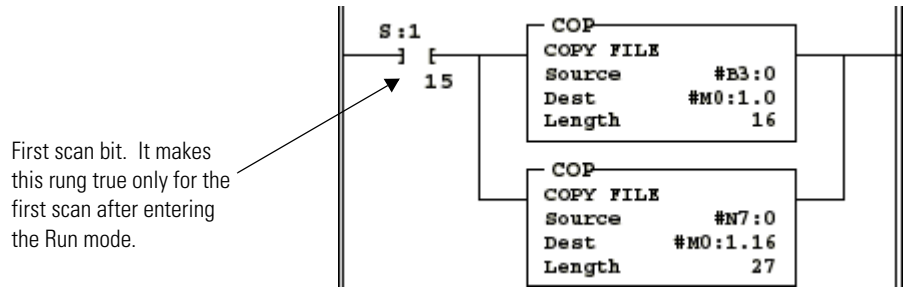 S:1
] [
15
COP
COPY FILE
Source #B3:0
Dest #M0:1.0
Length 16
COP
COPY FILE
Source #N7:0
Dest #M0:1.16
Length 27
First scan bit. It makes
this rung true only for the
first scan after entering
the Run mode.